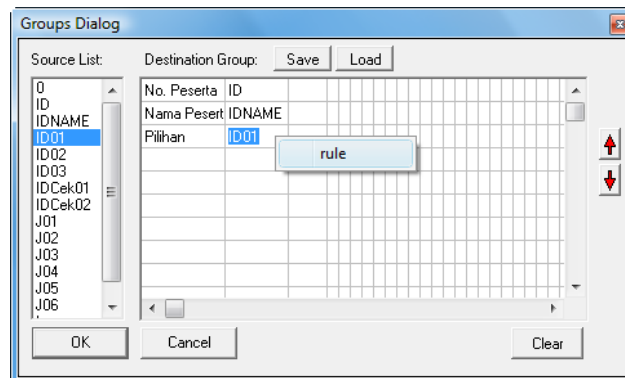 Groups Dialog
Source List:
Destination Group:
Save
Load
0
ID
IDNAME
ID01
ID02
ID03
IDCek01
IDCek02
J01
J02
J03
J04
J05
J06
No. Peserta ID
Nama Pesert IDNAME
Pilihan ID01
rule
OK
Cancel
Clear